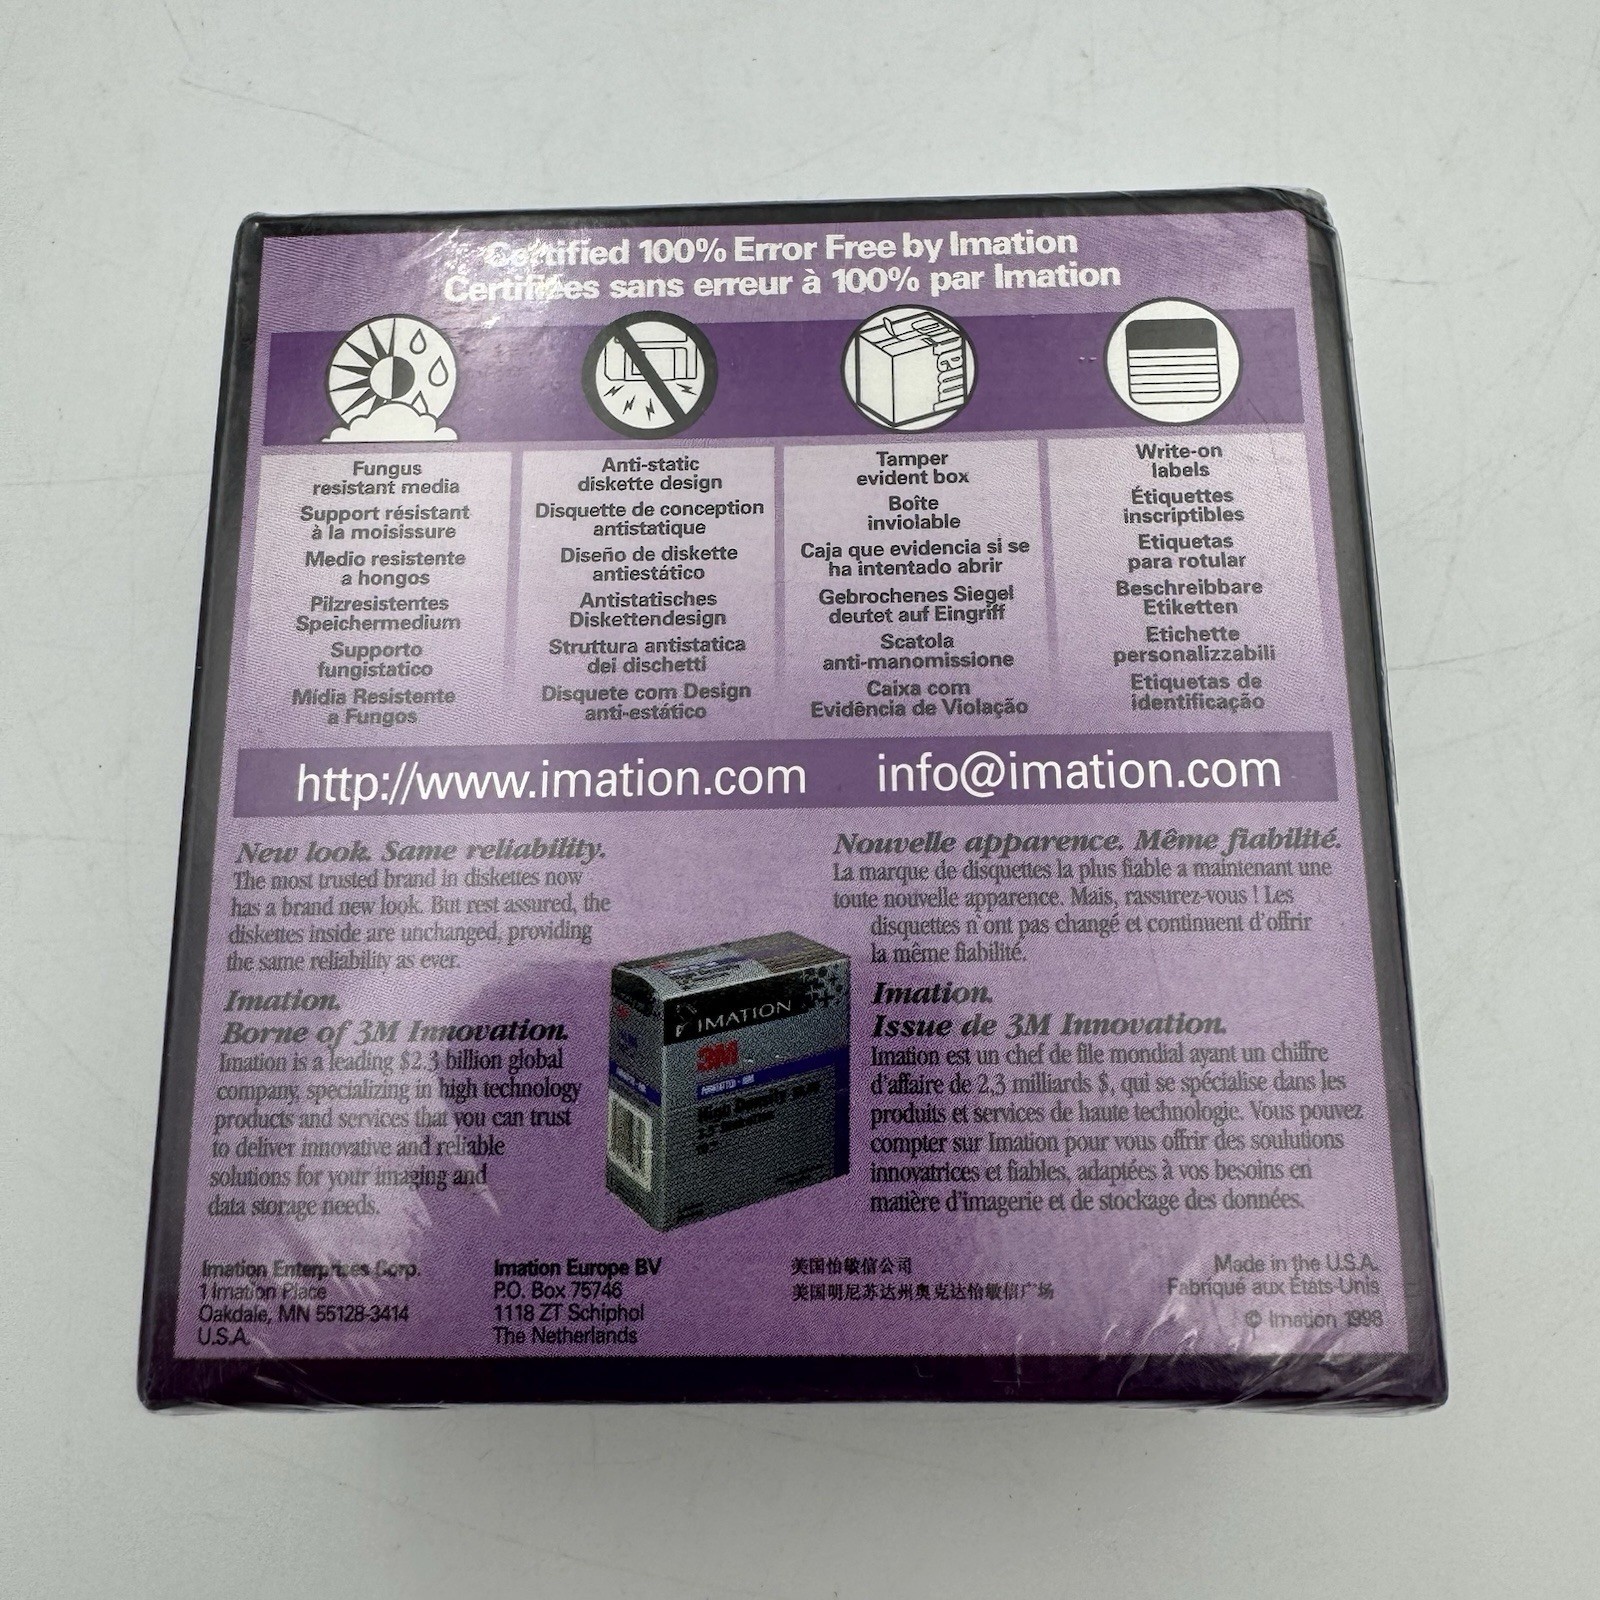 Certified 100% Error Free by Imation
Certifiées sans erreur à 100% par Imation
Fungus
resistant media
Support résistant
à la moisissure
Medio resistente
a hongos
Pilzresistentes
Speichermedium
Supporto
fungistatico
Mídia Resistente
a Fungos
Anti-static
diskette design
Disquette de conception
antistatique
Diseño de diskette
antiestático
Antistatisches
Diskettendesign
Struttura antistatica
dei dischetti
Disquete com Design
anti-estático
Tamper
evident box
Boîte
inviolable
Caja que evidencia si se
ha intentado abrir
Gebrochenes Siegel
deutet auf Eingriff
Scatola
anti-manomissione
Caixa com
Evidência de Violação
Write-on
labels
Étiquettes
inscriptibles
Etiquetas
para rotular
Beschreibbare
Etiketten
Etichette
personalizzabili
Etiquetas de
identificação
http://www.imation.com info@imation.com
New look. Same reliability.
The most trusted brand in diskettes now
has a brand new look. But rest assured, the
diskettes inside are unchanged, providing
the same reliability as ever.
Imation.
Borne of 3M Innovation.
Imation is a leading $2.3 billion global
company, specializing in high technology
products and services that you can trust
to deliver innovative and reliable
solutions for your imaging and
data storage needs.
IMATION
3M
Nouvelle apparence. Même fiabilité.
La marque de disquettes la plus fiable a maintenant une
toute nouvelle apparence. Mais, rassurez-vous ! Les
disquettes n'ont pas changé et continuent d'offrir
la même fiabilité.
Imation.
Issue de 3M Innovation.
Imation est un chef de file mondial ayant un chiffre
d'affaire de 2,3 milliards $, qui se spécialise dans les
produits et services de haute technologie. Vous pouvez
compter sur Imation pour vous offrir des soulutions
innovatrices et fiables, adaptées à vos besoins en
matière d'imagerie et de stockage des données.
Imation Enterprises Corp.
1 Imation Place
Oakdale, MN 55128-3414
U.S.A.
Imation Europe BV
P.O. Box 75746
1118 ZT Schiphol
The Netherlands
美国怡敏信公司
美国明尼苏达州奥克达怡敏信广场
Made in the U.S.A.
Fabriqué aux États-Unis
© Imation 1998